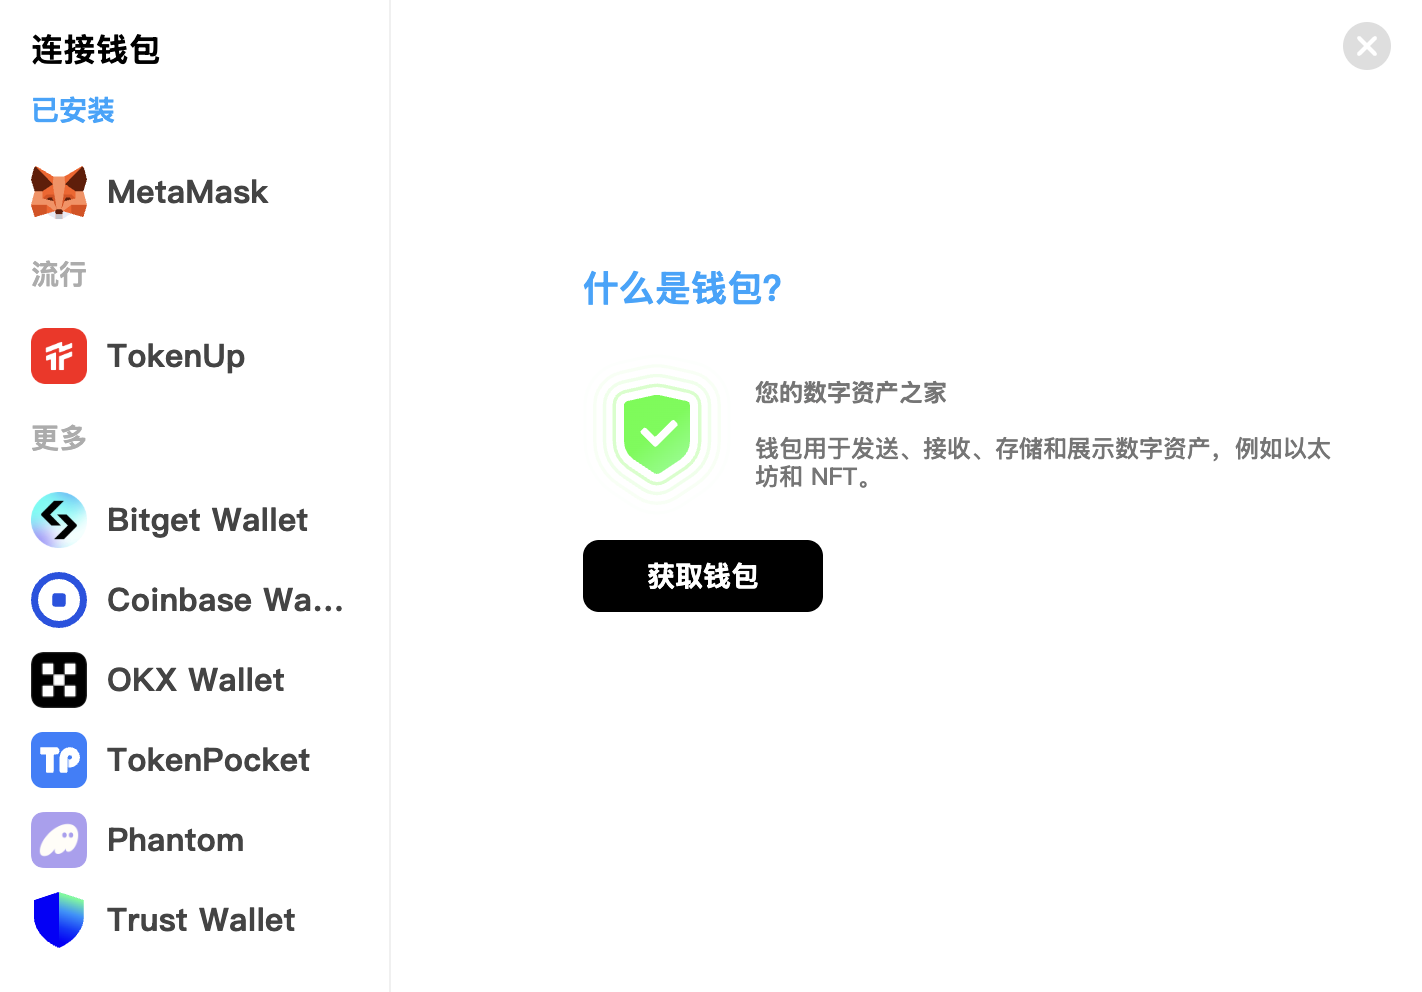 连接钱包
已安装
MetaMask
流行
TokenUp
更多
Bitget Wallet
Coinbase Wa...
OKX Wallet
TP
TokenPocket
Phantom
Trust Wallet
什么是钱包?
您的数字资产之家
钱包用于发送、接收、存储和展示数字资产，例如以太
坊和 NFT。
获取钱包